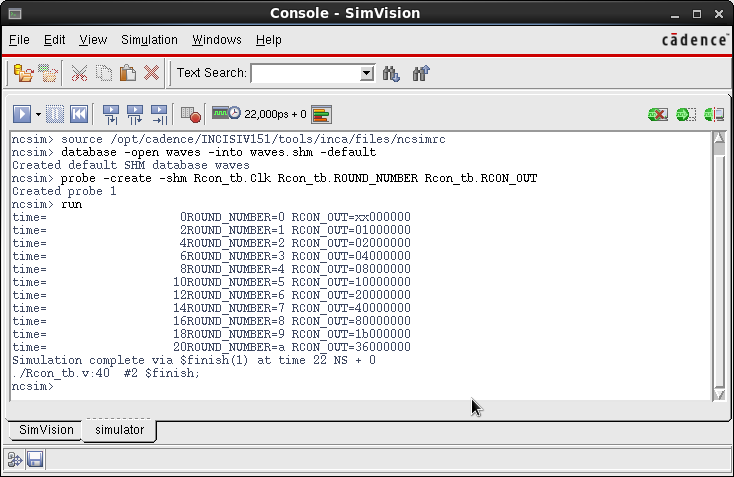 Console - SimVision
File Edit View Simulation Windows Help
cādence
Text Search:
22,000ps + 0
ncsim> source /opt/cadence/INCISIV151/tools/inca/files/ncsimrc
ncsim> database -open waves -into waves.shm -default
Created default SHM database waves
ncsim> probe -create -shm Rcon_tb.Clk Rcon_tb.ROUND_NUMBER Rcon_tb.RCON_OUT
Created probe 1
ncsim> run
time= 0ROUND_NUMBER=0 RCON_OUT=xx000000
time= 2ROUND_NUMBER=1 RCON_OUT=01000000
time= 4ROUND_NUMBER=2 RCON_OUT=02000000
time= 6ROUND_NUMBER=3 RCON_OUT=04000000
time= 8ROUND_NUMBER=4 RCON_OUT=08000000
time= 10ROUND_NUMBER=5 RCON_OUT=10000000
time= 12ROUND_NUMBER=6 RCON_OUT=20000000
time= 14ROUND_NUMBER=7 RCON_OUT=40000000
time= 16ROUND_NUMBER=8 RCON_OUT=80000000
time= 18ROUND_NUMBER=9 RCON_OUT=1b000000
time= 20ROUND_NUMBER=a RCON_OUT=36000000
Simulation complete via $finish(1) at time 22 NS + 0
./Rcon_tb.v:40 #2 $finish;
ncsim>
SimVision simulator